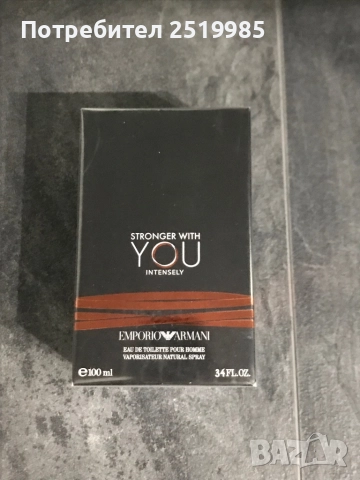 Потребител 2519985
STRONGER WITH
YOU
INTENSELY
EMPORIO ARMANI
EAU DE TOILETTE POUR HOMME
VAPORISATEUR NATURAL SPRAY
℮100 ml 3.4 FL.OZ.
BAZAR